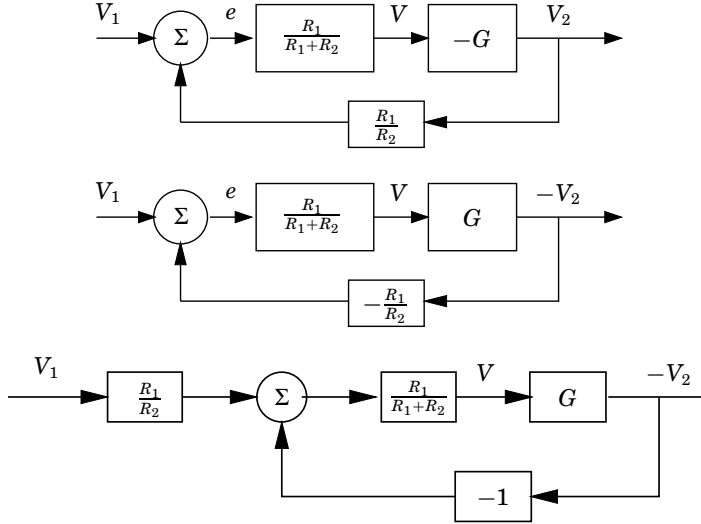 V₁ Σ e R₁/(R₁+R₂) V −G V₂
R₁/R₂
V₁ Σ e R₁/(R₁+R₂) V G −V₂
−R₁/R₂
V₁ R₁/R₂ Σ R₁/(R₁+R₂) V G −V₂
−1